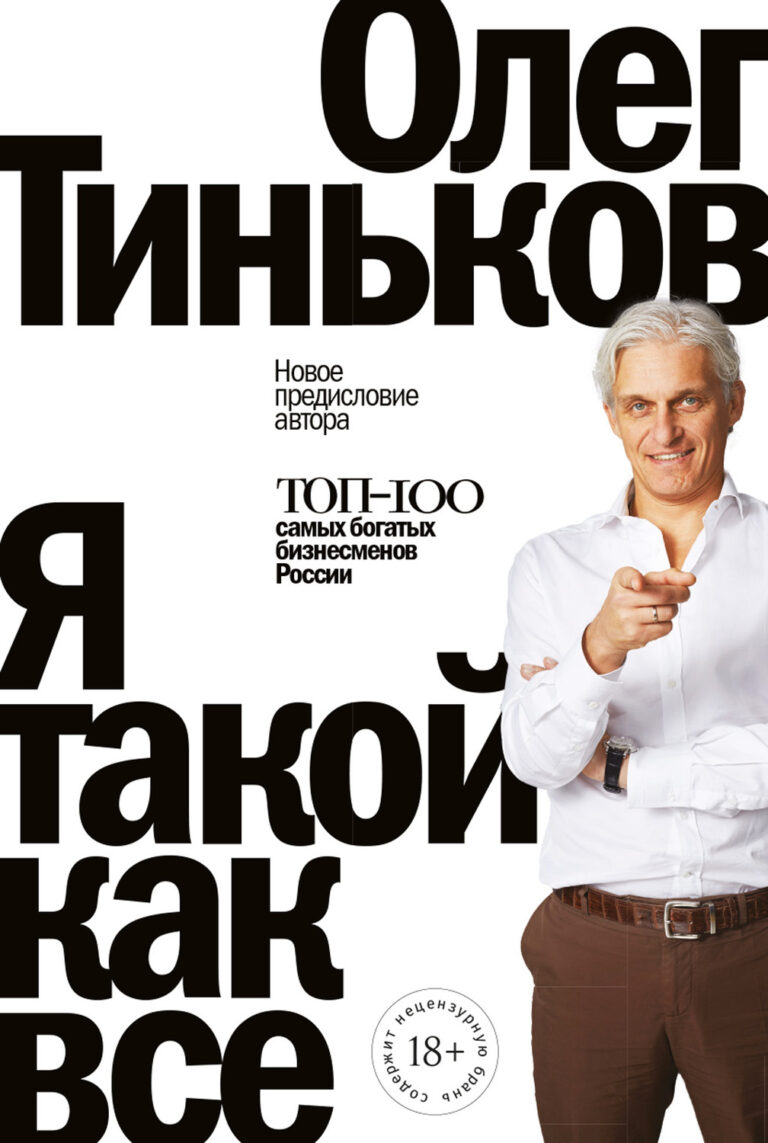 Олег
Тиньков
Новое
предисловие
автора
ТОП-100
самых богатых
бизнесменов
России
Я
такой
как
все
содержит нецензурную брань
18+